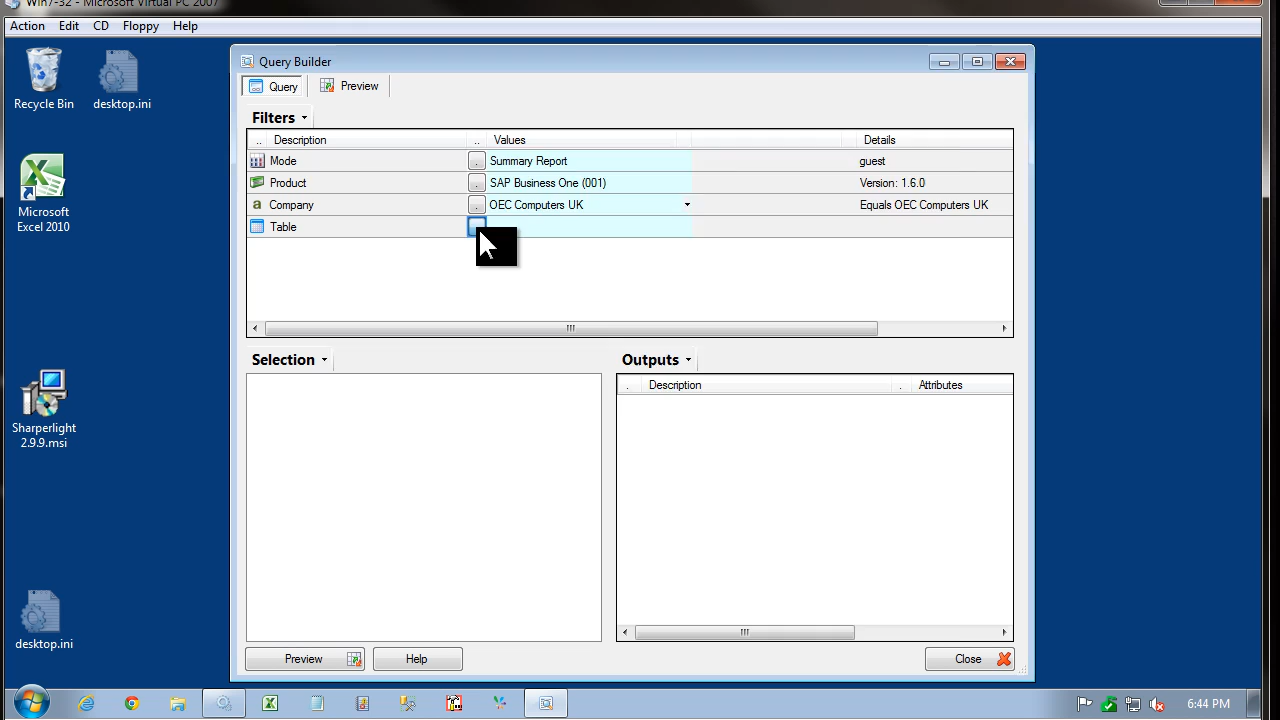 Win7-32 - Microsoft Virtual PC 2007
Action Edit CD Floppy Help
Recycle Bin
desktop.ini
Microsoft
Excel 2010
Sharperlight
2.9.9.msi
desktop.ini
Query Builder
Query Preview
Filters
.. Description .. Values Details
Mode . Summary Report guest
Product . SAP Business One (001) Version: 1.6.0
a Company . OEC Computers UK Equals OEC Computers UK
Table
Selection
Outputs
. Description . Attributes
Preview Help Close
6:44 PM